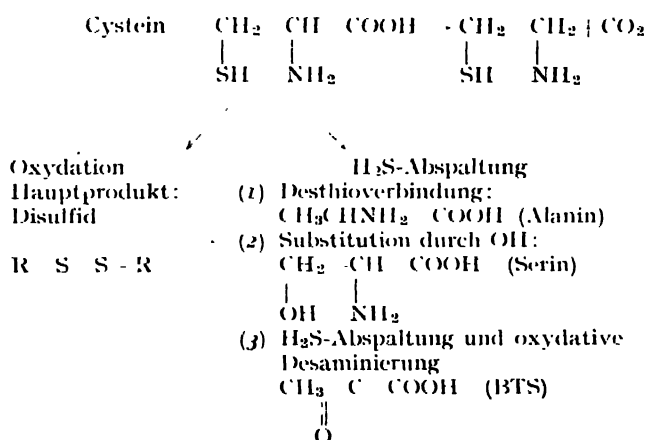 Cystein CH₂ CH COOH - CH₂ CH₂ + CO₂
SH NH₂ SH NH₂
Oxydation H₂S-Abspaltung
Hauptprodukt: (1) Desthioverbindung:
Disulfid CH₃CHNH₂ COOH (Alanin)
(2) Substitution durch OH:
R S S - R CH₂ - CH COOH (Serin)
OH NH₂
(3) H₂S-Abspaltung und oxydative
Desaminierung
CH₃ C COOH (BTS)
O